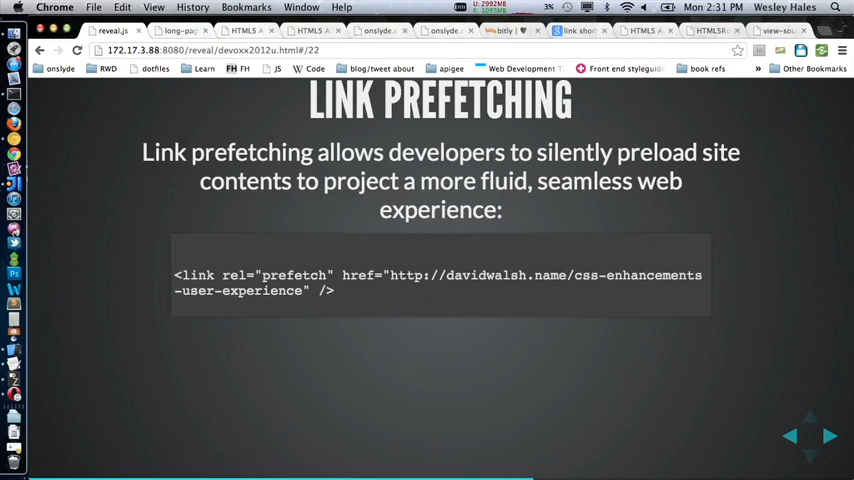 Chrome File Edit View History Bookmarks Window Help
U: 2992MB
F: 1095MB
3%
Mon 2:31 PM Wesley Hales
reveal.js
long-pag
HTML5 A
HTML5 A
onslyde.c
onslyde.c
bitly | ♥
link short
HTML5 A
HTML5Ro
view-sou
172.17.3.88:8080/reveal/devoxx2012u.html#/22
onslyde RWD dotfiles Learn FH JS Code blog/tweet about apigee Web Development T Front end styleguid book refs » Other Bookmarks
LINK PREFETCHING
Link prefetching allows developers to silently preload site
contents to project a more fluid, seamless web
experience:
<link rel="prefetch" href="http://davidwalsh.name/css-enhancements
-user-experience" />